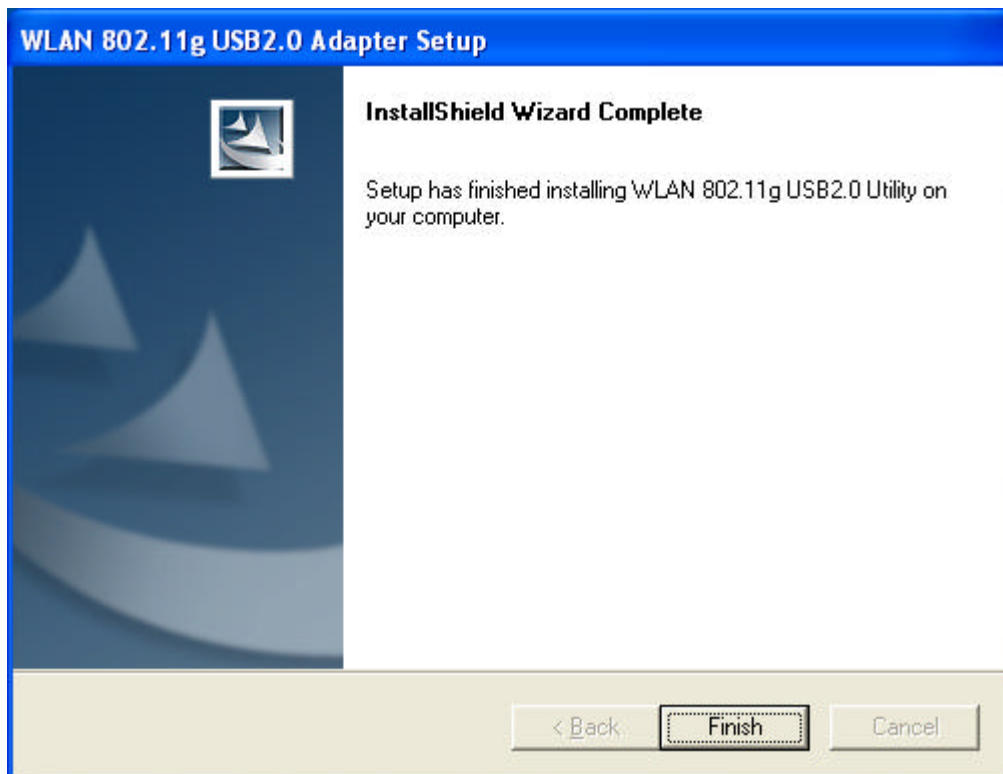 WLAN 802.11g USB2.0 Adapter Setup
InstallShield Wizard Complete
Setup has finished installing WLAN 802.11g USB2.0 Utility on
your computer.
< Back
Finish
Cancel